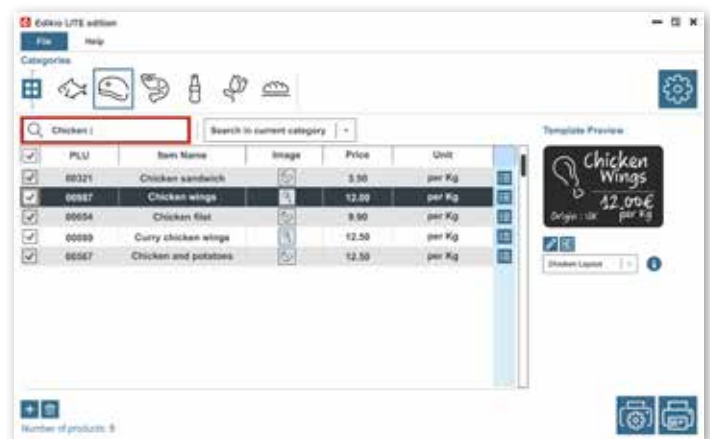 Edikio LITE edition
File Help
Categories
Chicken |
Search in current category
PLU Item Name Image Price Unit
00321 Chicken sandwich 3.50 per Kg
00987 Chicken wings 12.00 per Kg
00654 Chicken filet 9.90 per Kg
Curry chicken wings 12.50 per Kg
00567 Chicken and potatoes 12.50 per Kg
Template Preview
Chicken
Wings
12,00€
Origin : UK per Kg
Chicken Layout
Number of products: